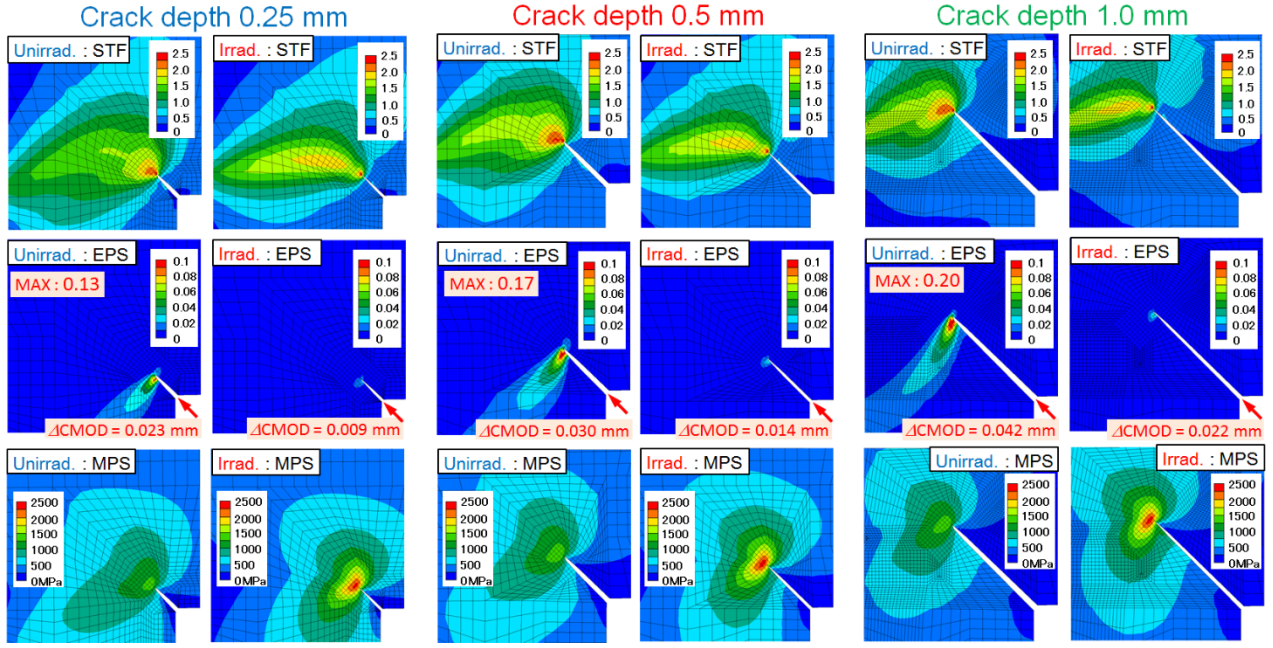 Crack depth 0.25 mm
Crack depth 0.5 mm
Crack depth 1.0 mm
Unirrad. : STF
2.5
2.0
1.5
1.0
0.5
0
Irrad. : STF
2.5
2.0
1.5
1.0
0.5
0
Unirrad. : STF
2.5
2.0
1.5
1.0
0.5
0
Irrad. : STF
2.5
2.0
1.5
1.0
0.5
0
Unirrad. : STF
2.5
2.0
1.5
1.0
0.5
0
Irrad. : STF
2.5
2.0
1.5
1.0
0.5
0
Unirrad. : EPS
MAX : 0.13
0.1
0.08
0.06
0.04
0.02
0
⊿CMOD = 0.023 mm
Irrad. : EPS
0.1
0.08
0.06
0.04
0.02
0
⊿CMOD = 0.009 mm
Unirrad. : EPS
MAX : 0.17
0.1
0.08
0.06
0.04
0.02
0
⊿CMOD = 0.030 mm
Irrad. : EPS
0.1
0.08
0.06
0.04
0.02
0
⊿CMOD = 0.014 mm
Unirrad. : EPS
MAX : 0.20
0.1
0.08
0.06
0.04
0.02
0
⊿CMOD = 0.042 mm
Irrad. : EPS
0.1
0.08
0.06
0.04
0.02
0
⊿CMOD = 0.022 mm
Unirrad. : MPS
2500
2000
1500
1000
500
0MPa
Irrad. : MPS
2500
2000
1500
1000
500
0MPa
Unirrad. : MPS
2500
2000
1500
1000
500
0MPa
Irrad. : MPS
2500
2000
1500
1000
500
0MPa
Unirrad. : MPS
2500
2000
1500
1000
500
0MPa
Irrad. : MPS
2500
2000
1500
1000
500
0MPa